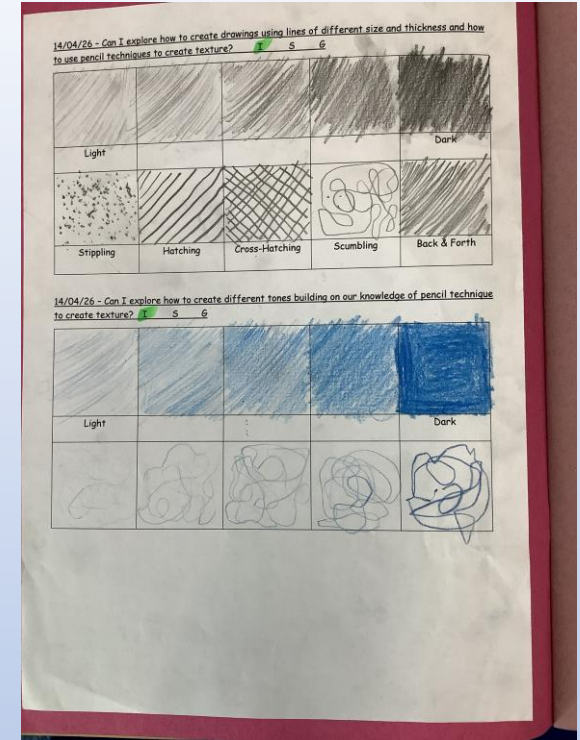 14/04/26 - Can I explore how to create drawings using lines of different size and thickness and how
to use pencil techniques to create texture? I S G
Light Dark
Stippling Hatching Cross-Hatching Scumbling Back & Forth
14/04/26 - Can I explore how to create different tones building on our knowledge of pencil technique
to create texture? I S G
Light Dark